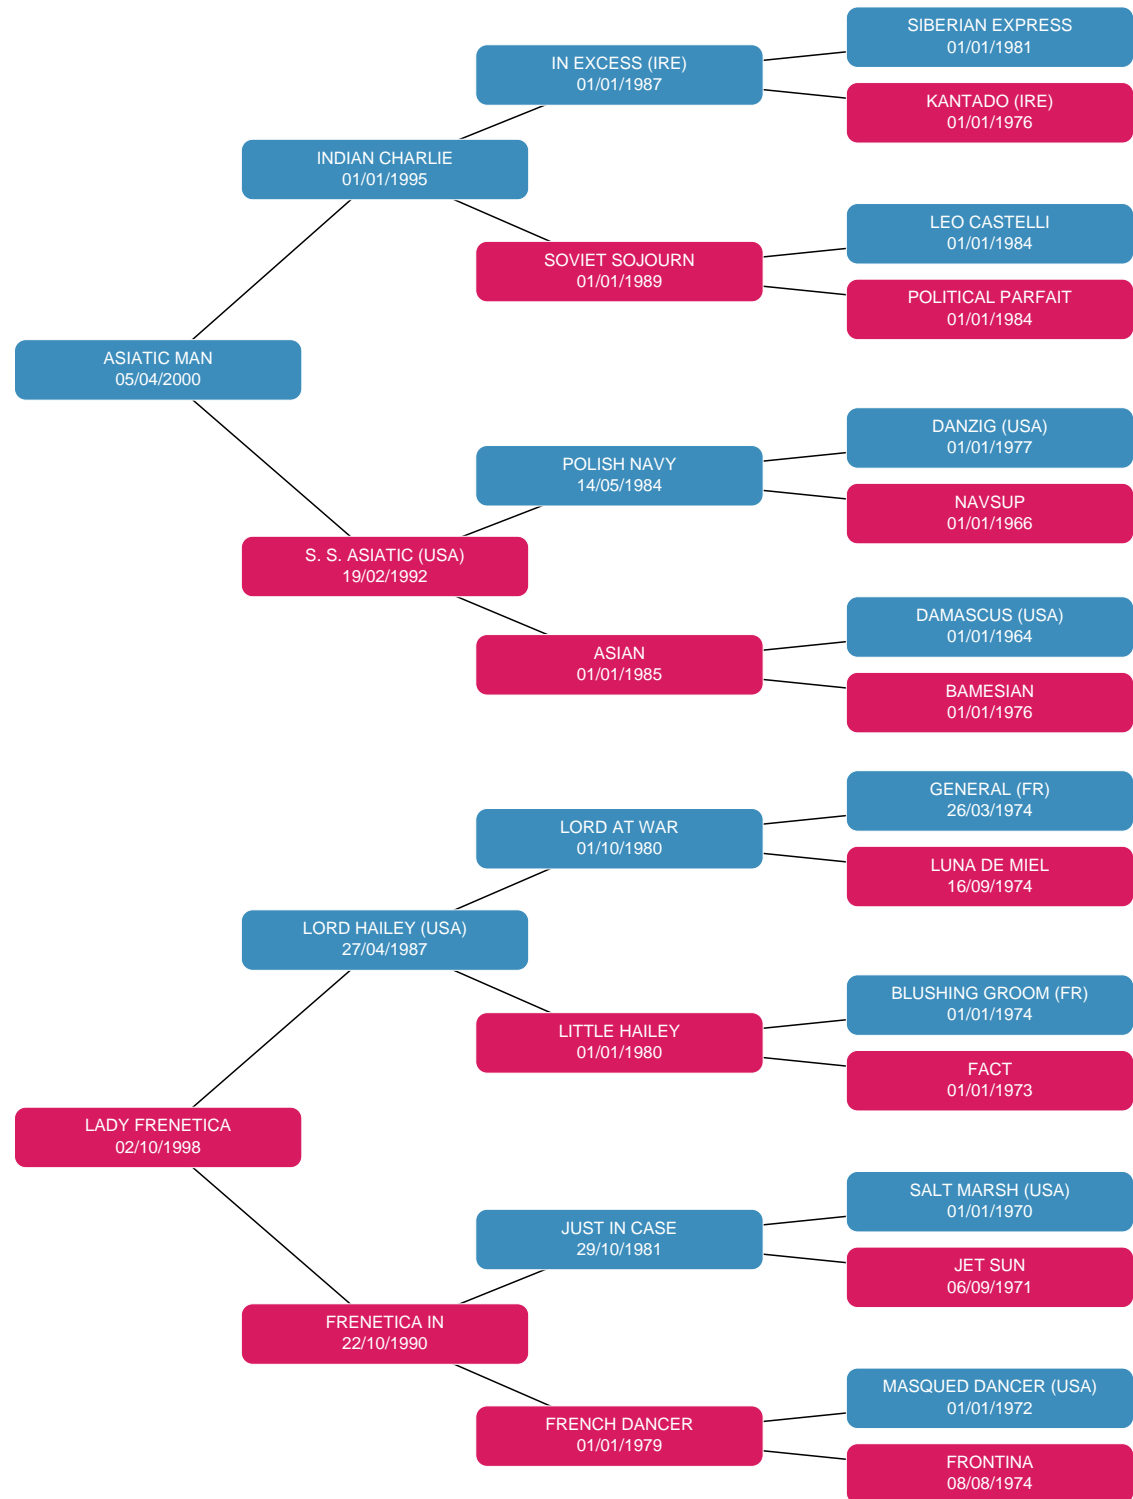 SIBERIAN EXPRESS
01/01/1981
IN EXCESS (IRE)
01/01/1987
KANTADO (IRE)
01/01/1976
INDIAN CHARLIE
01/01/1995
LEO CASTELLI
01/01/1984
SOVIET SOJOURN
01/01/1989
POLITICAL PARFAIT
01/01/1984
ASIATIC MAN
05/04/2000
DANZIG (USA)
01/01/1977
POLISH NAVY
14/05/1984
NAVSUP
01/01/1966
S. S. ASIATIC (USA)
19/02/1992
DAMASCUS (USA)
01/01/1964
ASIAN
01/01/1985
BAMESIAN
01/01/1976
GENERAL (FR)
26/03/1974
LORD AT WAR
01/10/1980
LUNA DE MIEL
16/09/1974
LORD HAILEY (USA)
27/04/1987
BLUSHING GROOM (FR)
01/01/1974
LITTLE HAILEY
01/01/1980
FACT
01/01/1973
LADY FRENETICA
02/10/1998
SALT MARSH (USA)
01/01/1970
JUST IN CASE
29/10/1981
JET SUN
06/09/1971
FRENETICA IN
22/10/1990
MASQUED DANCER (USA)
01/01/1972
FRENCH DANCER
01/01/1979
FRONTINA
08/08/1974